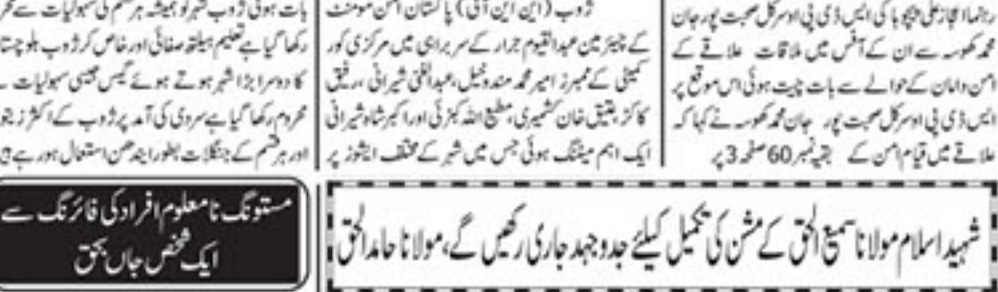 رہنما اعجاز علی پیچوہا کی ایس ڈی پی او سرکل صحبت پور جان
محمد کھوسہ سے ان کے آفس میں ملاقات علاقے کے
امن وامان کے حوالے سے بات چیت ہوئی اس موقع پر
ایس ڈی پی او سرکل صحبت پور جان محمد کھوسہ نے کہا کہ
علاقے میں قیام امن کے بقیہ نمبر 60 صفحہ 3 پر
ژوب (این این آئی) پاکستان امن مومنٹ
کے چیئرمین عبدالقیوم جرار کے سربراہی میں مرکزی کور
کمیٹی کے ممبرز امیر محمد مندوخیل، عبدالغنی شیرانی، رفیق
کاکڑ، عتیق خان کشمیری، مطیع اللہ کبزئی اور اکبر شاہ شیرانی
ایک اہم میٹنگ ہوئی جس میں شہر کے مختلف ایشوز پر
بات ہوئی ژوب شہر کو ہمیشہ ہر قسم کی سہولیات سے
رکھا گیا ہے تعلیم ہیلتھ صفائی اور خاص کر ژوب
کا دوسرا بڑا شہر ہوتے ہوئے گیس جیسی سہولیات
محروم رکھا گیا ہے سردی کی آمد پر ژوب کے اکثر
اور ہر قسم کے جنگلات بطور ایندھن استعمال ہو رہے
شہید اسلام مولانا سمیع الحق کے مشن کی تکمیل کیلئے جدوجہد جاری رکھیں گے، مولانا حامد الحق
مستونگ نامعلوم افراد کی فائرنگ سے
ایک شخص جاں بحق